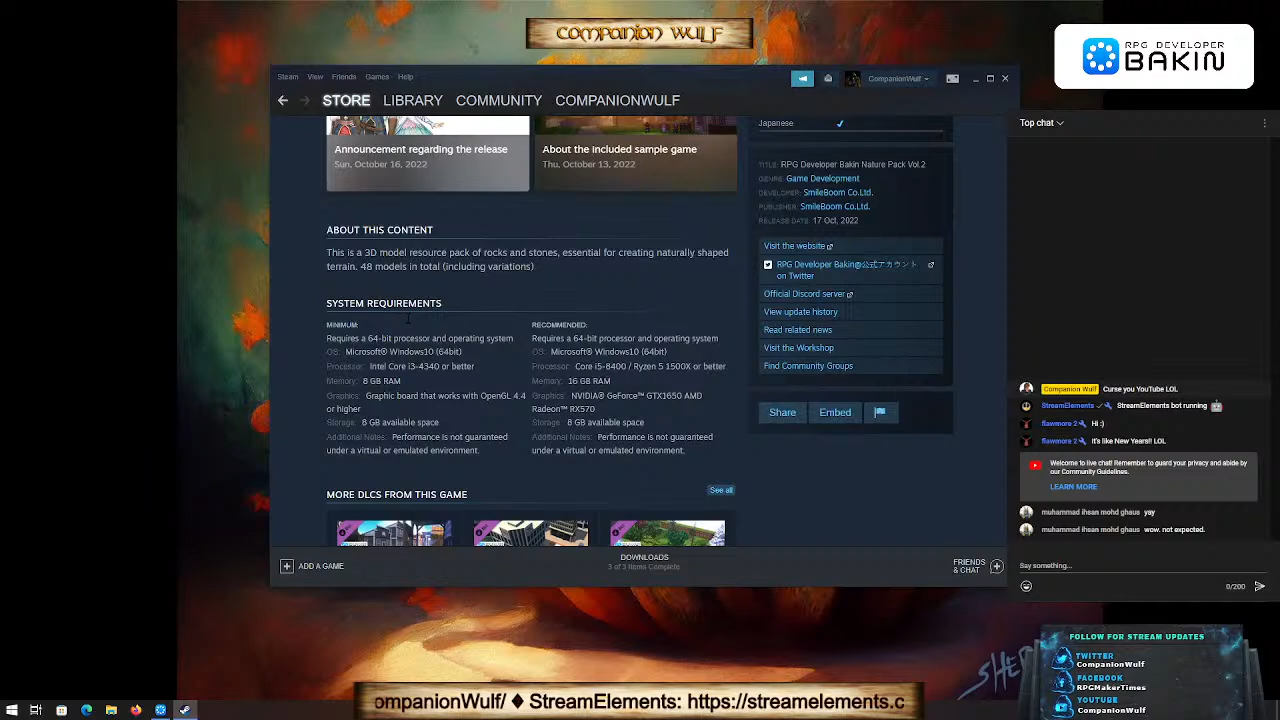 COMPANION WULF
RPG DEVELOPER
BAKIN
Steam View Friends Games Help
CompanionWulf
STORE LIBRARY COMMUNITY COMPANIONWULF
Announcement regarding the release
Sun, October 16, 2022
About the included sample game
Thu, October 13, 2022
ABOUT THIS CONTENT
This is a 3D model resource pack of rocks and stones, essential for creating naturally shaped
terrain. 48 models in total (including variations)
SYSTEM REQUIREMENTS
MINIMUM:
Requires a 64-bit processor and operating system
OS: Microsoft® Windows10 (64bit)
Processor: Intel Core i3-4340 or better
Memory: 8 GB RAM
Graphics: Graphic board that works with OpenGL 4.4
or higher
Storage: 8 GB available space
Additional Notes: Performance is not guaranteed
under a virtual or emulated environment.
RECOMMENDED:
Requires a 64-bit processor and operating system
OS: Microsoft® Windows10 (64bit)
Processor: Core i5-8400 / Ryzen 5 1500X or better
Memory: 16 GB RAM
Graphics: NVIDIA® GeForce™ GTX1650 AMD
Radeon™ RX570
Storage: 8 GB available space
Additional Notes: Performance is not guaranteed
under a virtual or emulated environment.
MORE DLCS FROM THIS GAME
See all
Japanese
TITLE: RPG Developer Bakin Nature Pack Vol.2
GENRE: Game Development
DEVELOPER: SmileBoom Co.Ltd.
PUBLISHER: SmileBoom Co.Ltd.
RELEASE DATE: 17 Oct, 2022
Visit the website
RPG Developer Bakin@公式アカウント
on Twitter
Official Discord server
View update history
Read related news
Visit the Workshop
Find Community Groups
Share Embed
ADD A GAME
DOWNLOADS
3 of 3 Items Complete
FRIENDS
& CHAT
Top chat
Companion Wulf Curse you YouTube LOL
StreamElements StreamElements bot running
flawmore 2 Hi :)
flawmore 2 It's like New Years!! LOL
Welcome to live chat! Remember to guard your privacy and abide by
our Community Guidelines.
LEARN MORE
muhammad ihsan mohd ghaus yay
muhammad ihsan mohd ghaus wow. not expected.
Say something...
0/200
FOLLOW FOR STREAM UPDATES
TWITTER
CompanionWulf
FACEBOOK
RPGMakerTimes
YOUTUBE
CompanionWulf
ompanionWulf/ ♦ StreamElements: https://streamelements.c
SHE